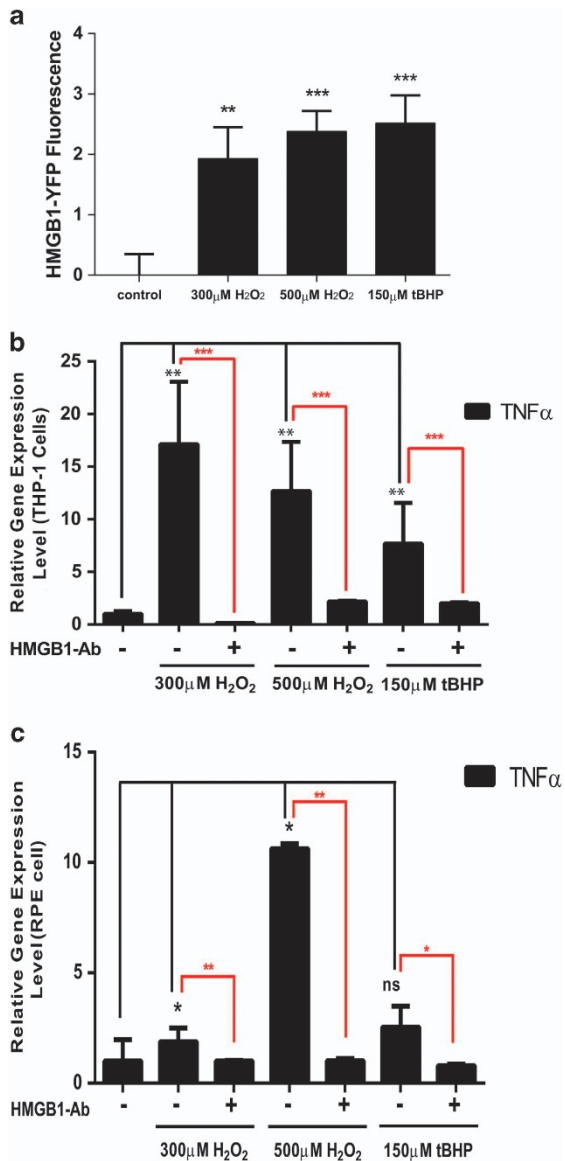 a
HMGB1-YFP Fluorescence
4
3
2
1
0
** *** ***
control 300μM H₂O₂ 500μM H₂O₂ 150μM tBHP
b
Relative Gene Expression
Level (THP-1 Cells)
25
20
15
10
5
0
*** *** ***
** ** **
TNFα
HMGB1-Ab - - + - + - +
300μM H₂O₂ 500μM H₂O₂ 150μM tBHP
c
Relative Gene Expression
Level (RPE cell)
15
10
5
0
** ** *
* * ns
TNFα
HMGB1-Ab - - + - + - +
300μM H₂O₂ 500μM H₂O₂ 150μM tBHP